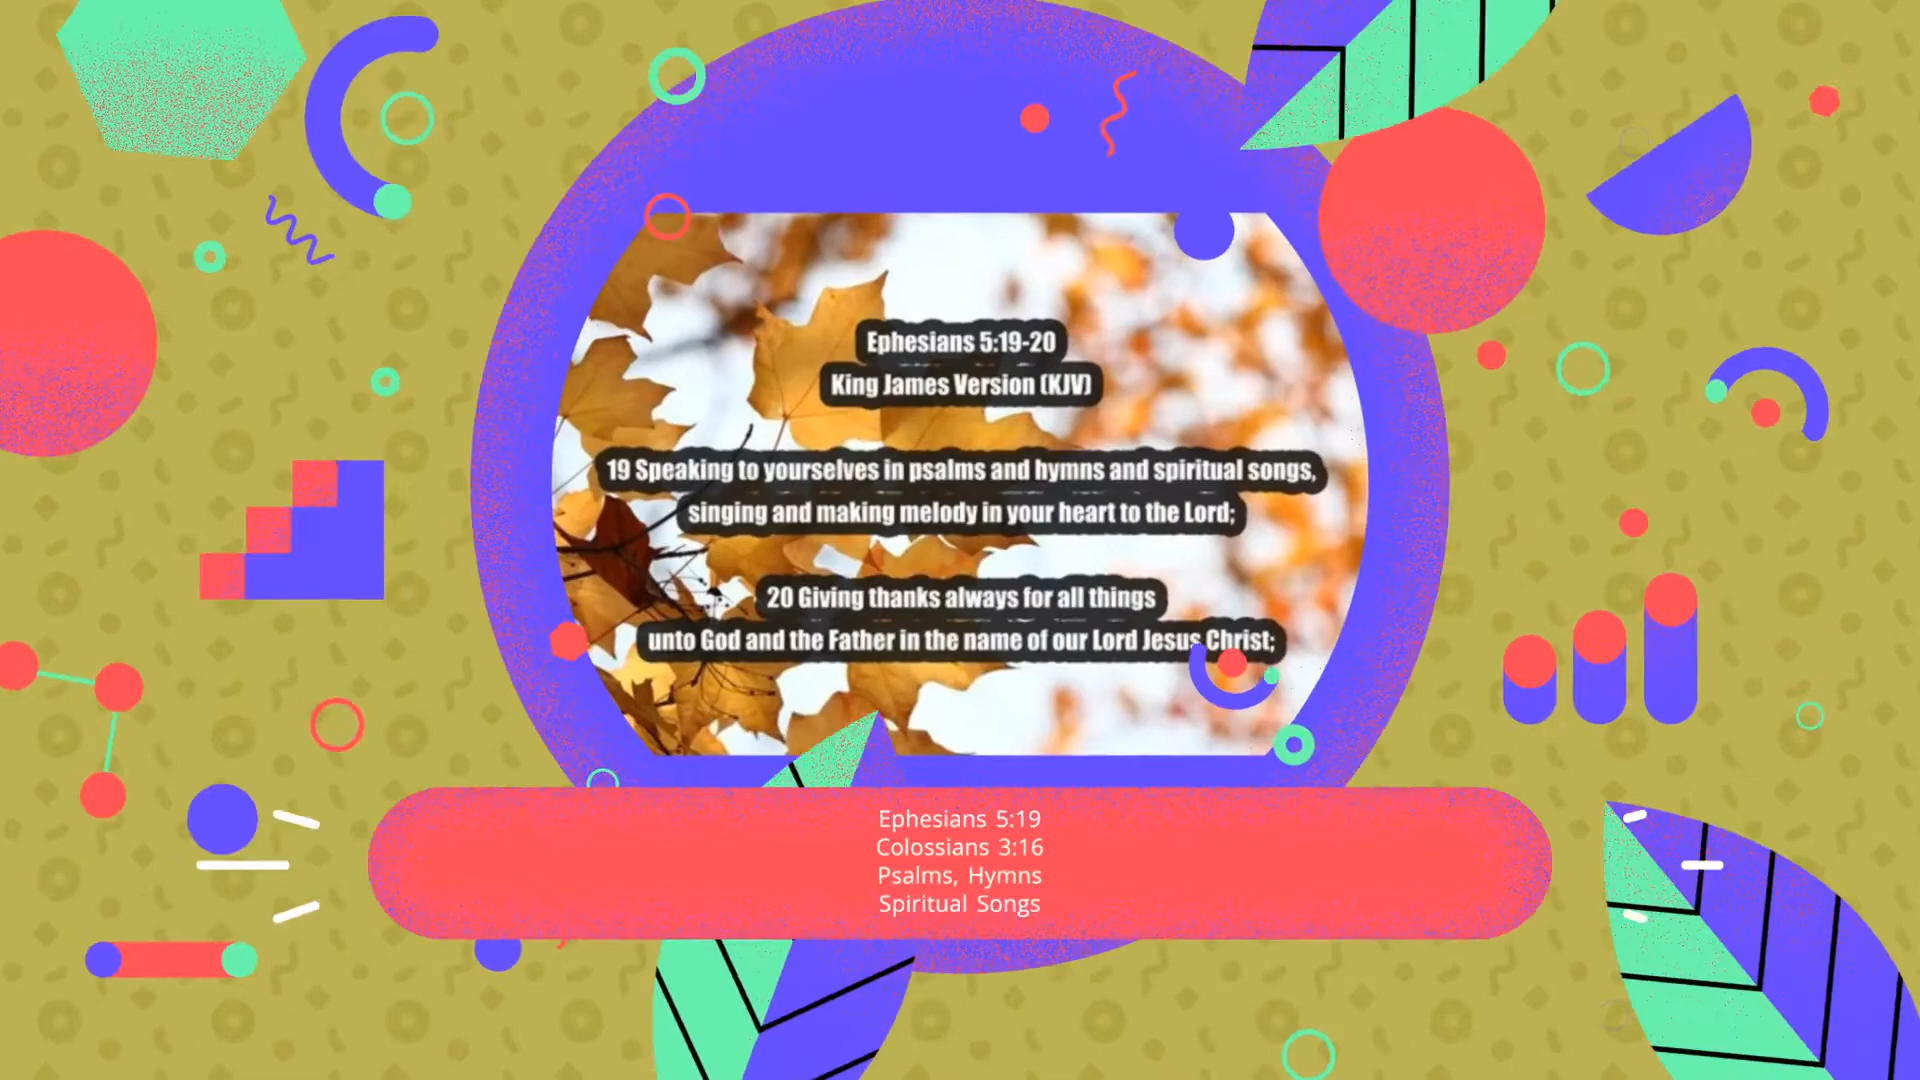 Ephesians 5:19-20
King James Version (KJV)
19 Speaking to yourselves in psalms and hymns and spiritual songs,
singing and making melody in your heart to the Lord;
20 Giving thanks always for all things
unto God and the Father in the name of our Lord Jesus Christ;
Ephesians 5:19
Colossians 3:16
Psalms, Hymns
Spiritual Songs